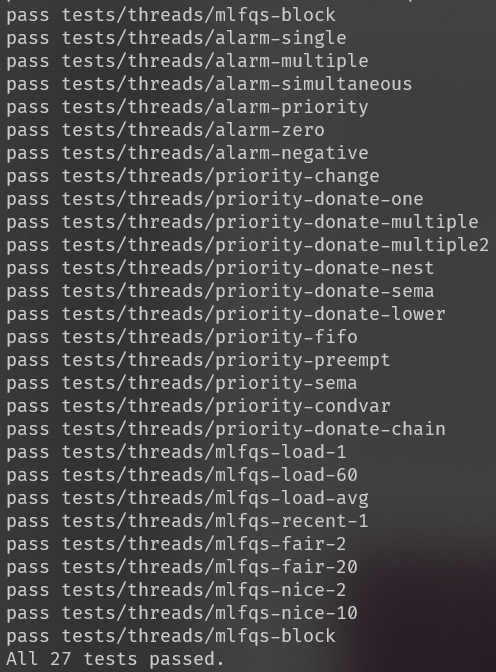 pass tests/threads/mlfqs-block
pass tests/threads/alarm-single
pass tests/threads/alarm-multiple
pass tests/threads/alarm-simultaneous
pass tests/threads/alarm-priority
pass tests/threads/alarm-zero
pass tests/threads/alarm-negative
pass tests/threads/priority-change
pass tests/threads/priority-donate-one
pass tests/threads/priority-donate-multiple
pass tests/threads/priority-donate-multiple2
pass tests/threads/priority-donate-nest
pass tests/threads/priority-donate-sema
pass tests/threads/priority-donate-lower
pass tests/threads/priority-fifo
pass tests/threads/priority-preempt
pass tests/threads/priority-sema
pass tests/threads/priority-condvar
pass tests/threads/priority-donate-chain
pass tests/threads/mlfqs-load-1
pass tests/threads/mlfqs-load-60
pass tests/threads/mlfqs-load-avg
pass tests/threads/mlfqs-recent-1
pass tests/threads/mlfqs-fair-2
pass tests/threads/mlfqs-fair-20
pass tests/threads/mlfqs-nice-2
pass tests/threads/mlfqs-nice-10
pass tests/threads/mlfqs-block
All 27 tests passed.